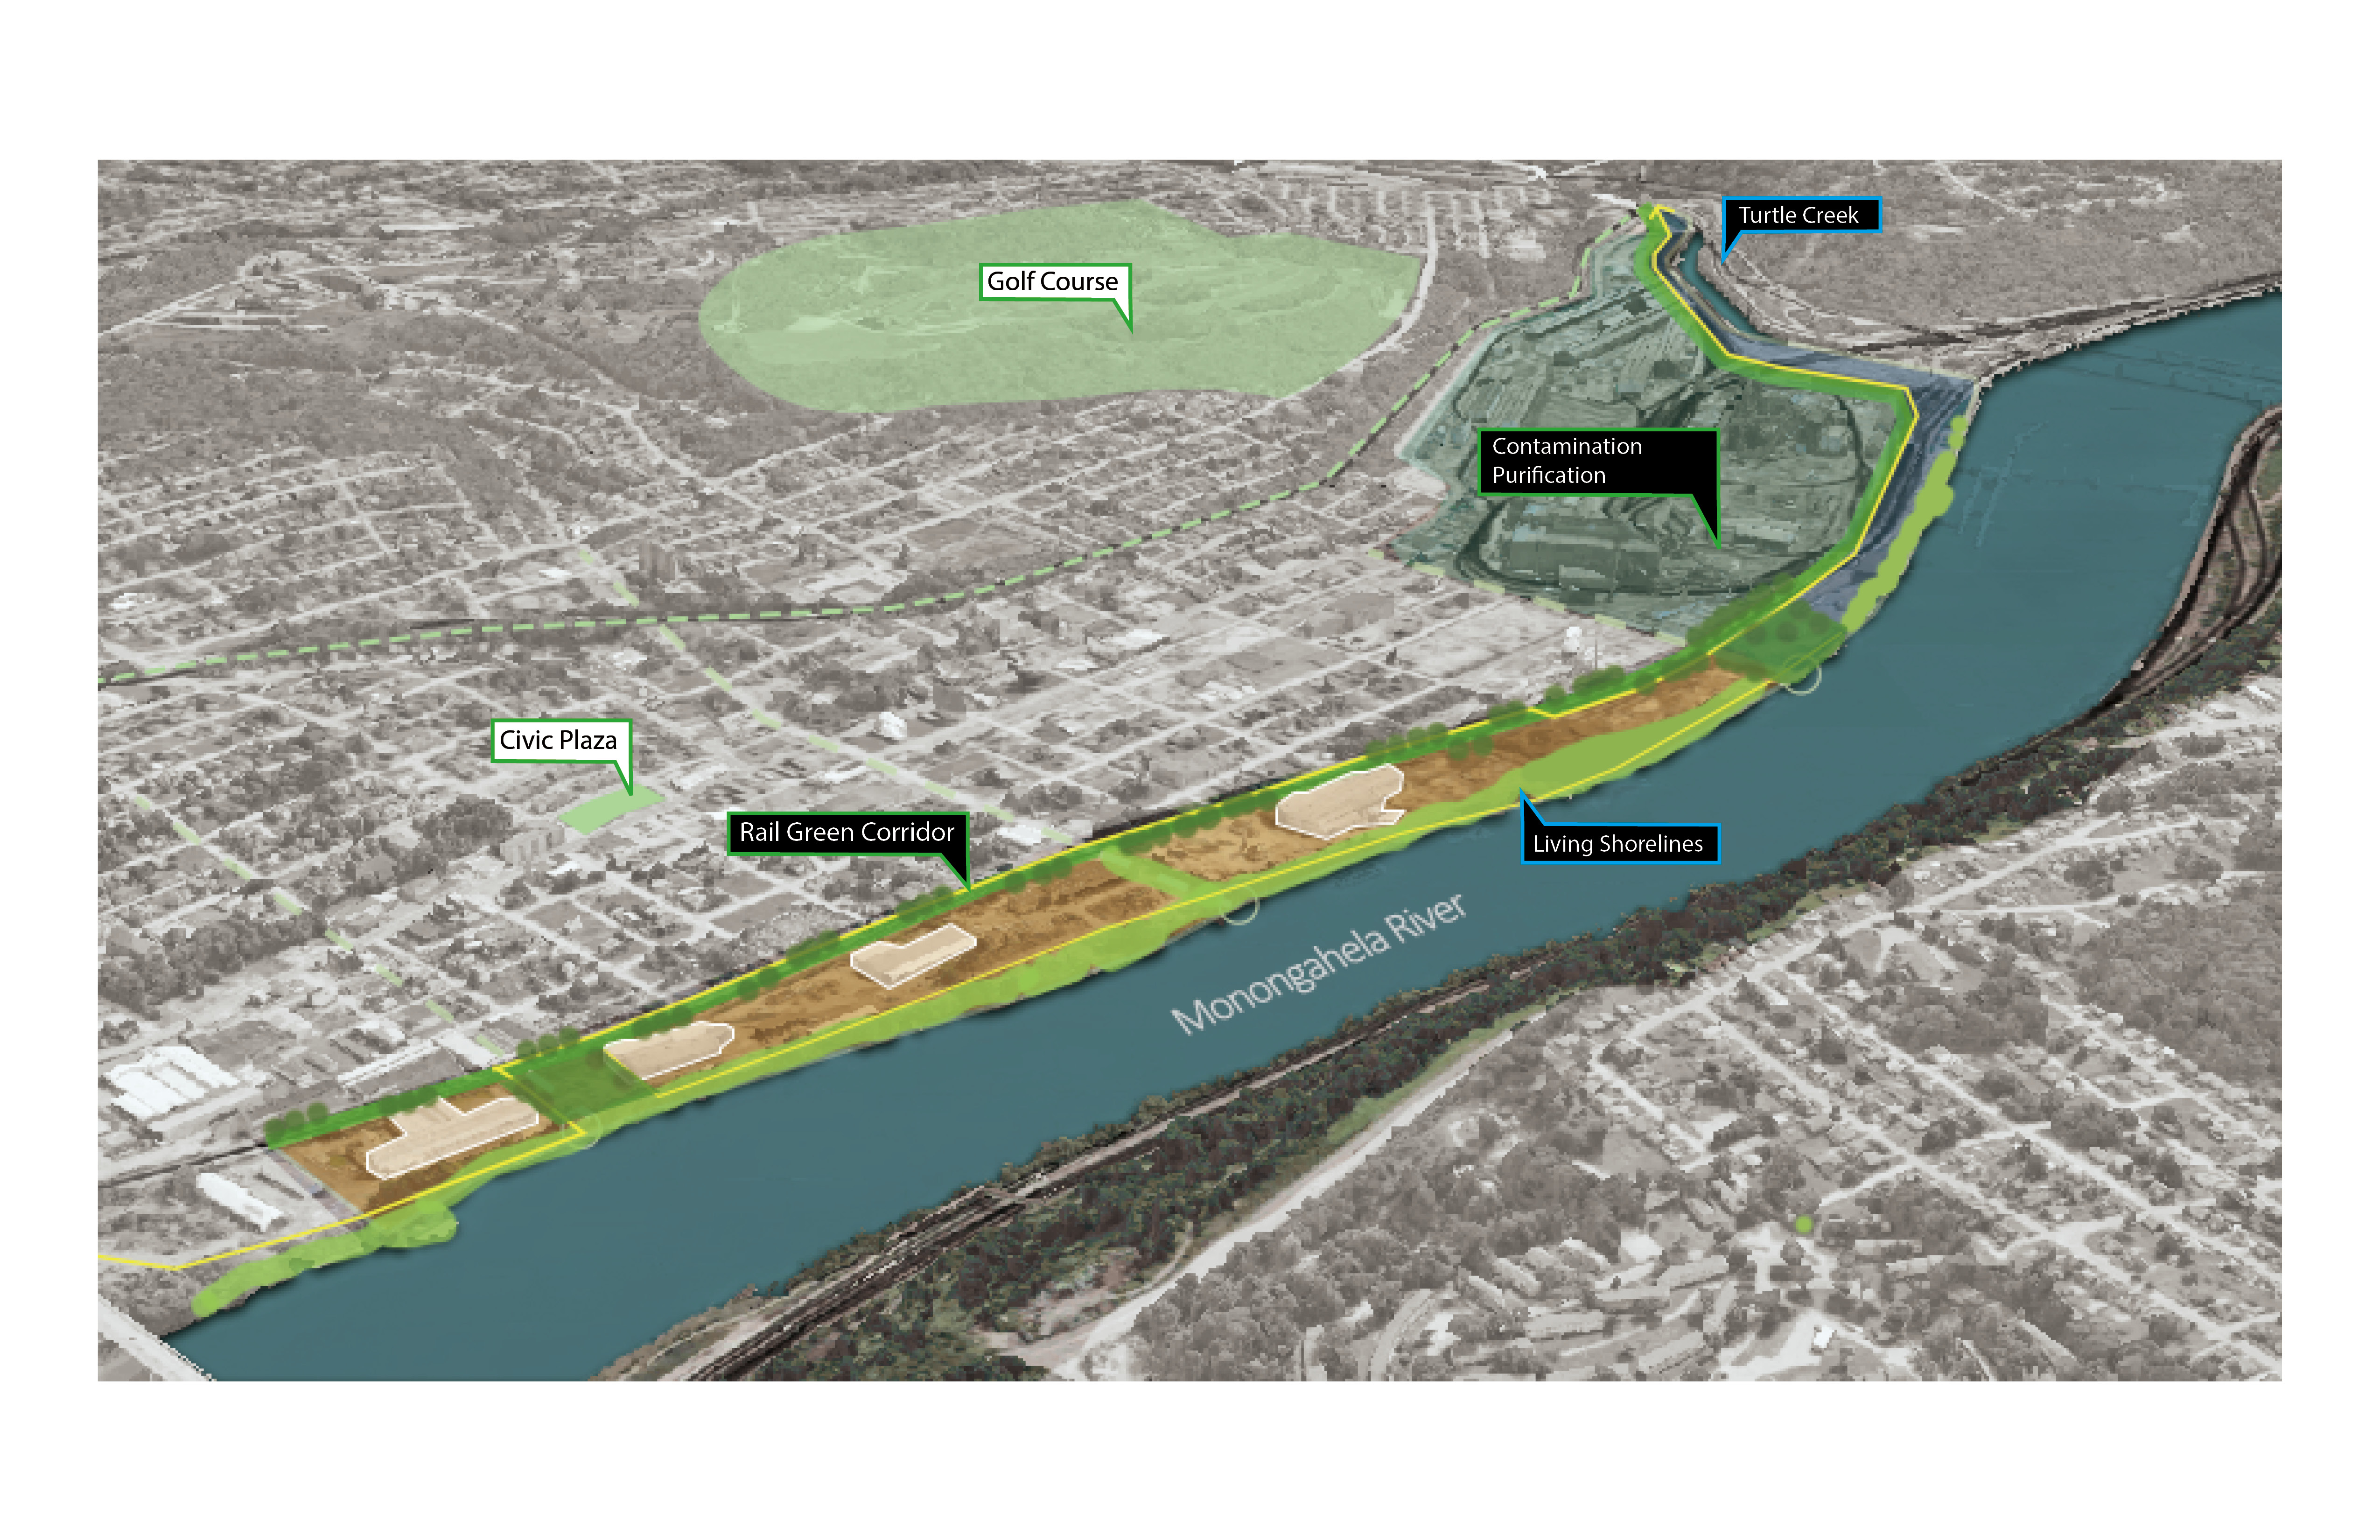 Turtle Creek
Golf Course
Contamination
Purification
Civic Plaza
Rail Green Corridor
Living Shorelines
Monongahela River